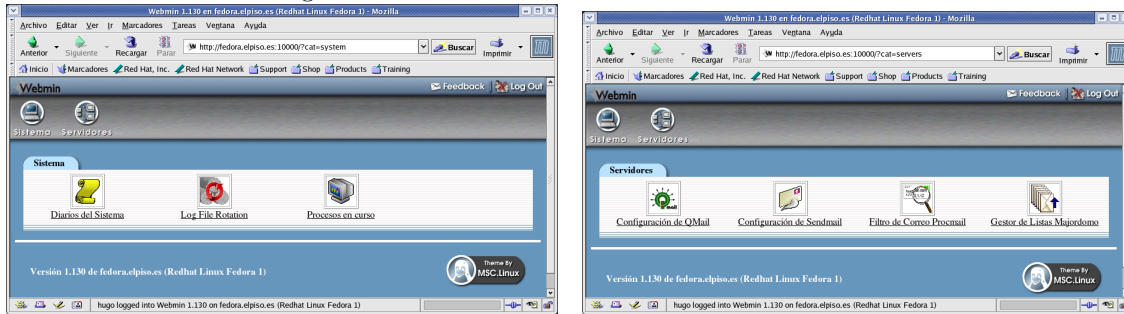 Webmin 1.130 en fedora.elpiso.es (Redhat Linux Fedora 1) - Mozilla
Archivo Editar Ver Ir Marcadores Tareas Ventana Ayuda
Anterior Siguiente Recargar Parar http://fedora.elpiso.es:10000/?cat=system Buscar Imprimir
Inicio Marcadores Red Hat, Inc. Red Hat Network Support Shop Products Training
Webmin Feedback Log Out
Sistema Servidores
Sistema
Diarios del Sistema Log File Rotation Procesos en curso
Versión 1.130 de fedora.elpiso.es (Redhat Linux Fedora 1)
Theme By
MSC.Linux
hugo logged into Webmin 1.130 on fedora.elpiso.es (Redhat Linux Fedora 1)
Webmin 1.130 en fedora.elpiso.es (Redhat Linux Fedora 1) - Mozilla
Archivo Editar Ver Ir Marcadores Tareas Ventana Ayuda
Anterior Siguiente Recargar Parar http://fedora.elpiso.es:10000/?cat=servers Buscar Imprimir
Inicio Marcadores Red Hat, Inc. Red Hat Network Support Shop Products Training
Webmin Feedback Log Out
Sistema Servidores
Servidores
Qmail
Configuración de QMail Configuración de Sendmail Filtro de Correo Procmail Gestor de Listas Majordomo
Versión 1.130 de fedora.elpiso.es (Redhat Linux Fedora 1)
Theme By
MSC.Linux
hugo logged into Webmin 1.130 on fedora.elpiso.es (Redhat Linux Fedora 1)